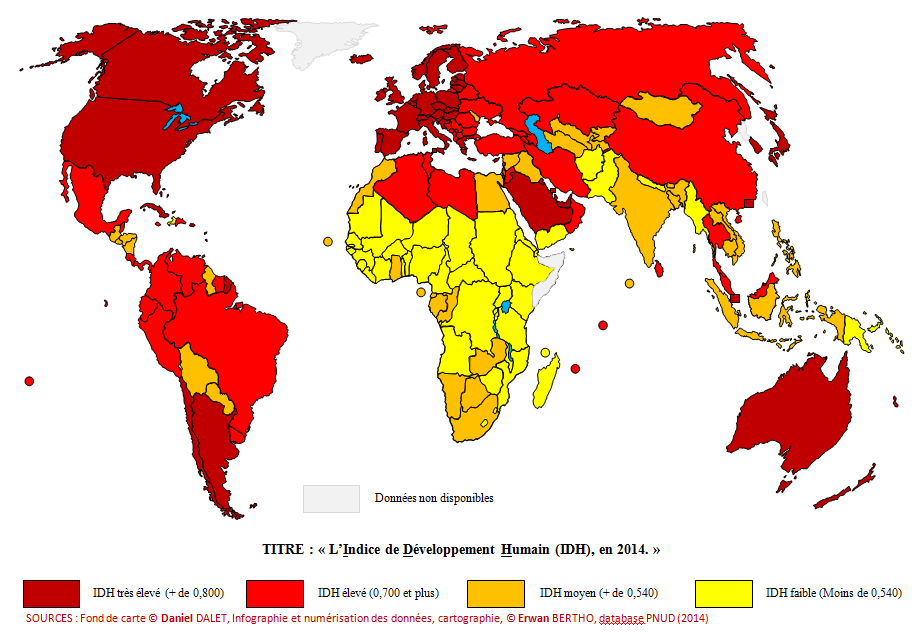 Données non disponibles
TITRE : « L’Indice de Développement Humain (IDH), en 2014. »
IDH très élevé (+ de 0,800)
IDH élevé (0,700 et plus)
IDH moyen (+ de 0,540)
IDH faible (Moins de 0,540)
SOURCES : Fond de carte © Daniel DALET, Infographie et numérisation des données, cartographie, © Erwan BERTHO, database PNUD (2014)